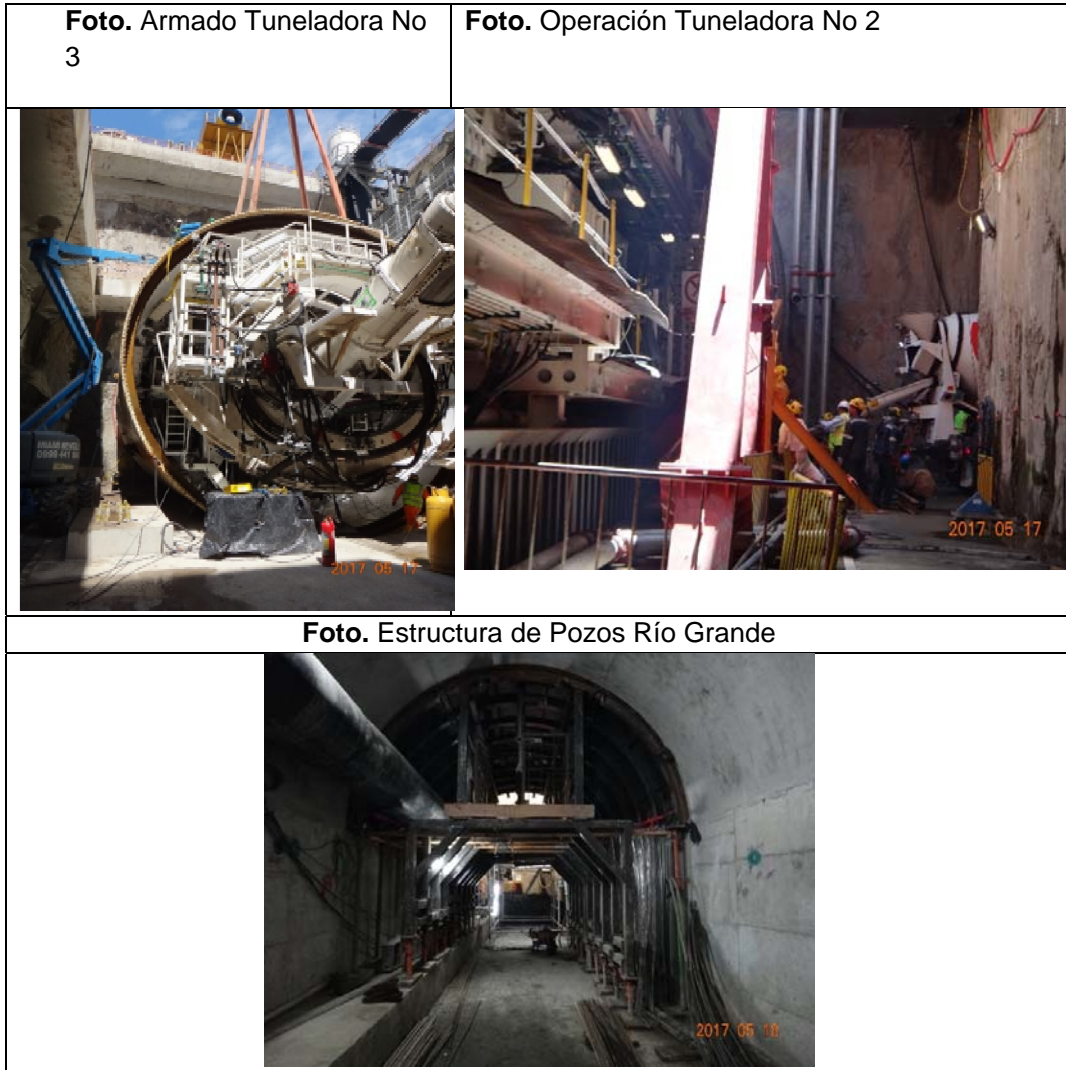 Foto. Armado Tuneladora No
3
Foto. Operación Tuneladora No 2
2017 05 17
2017 05 17
Foto. Estructura de Pozos Río Grande
2017 05 18